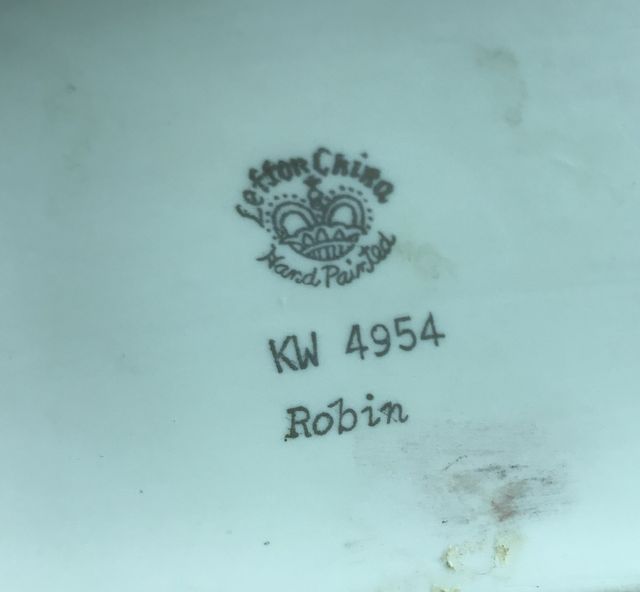 Lefton China
Hand Painted
KW 4954
Robin